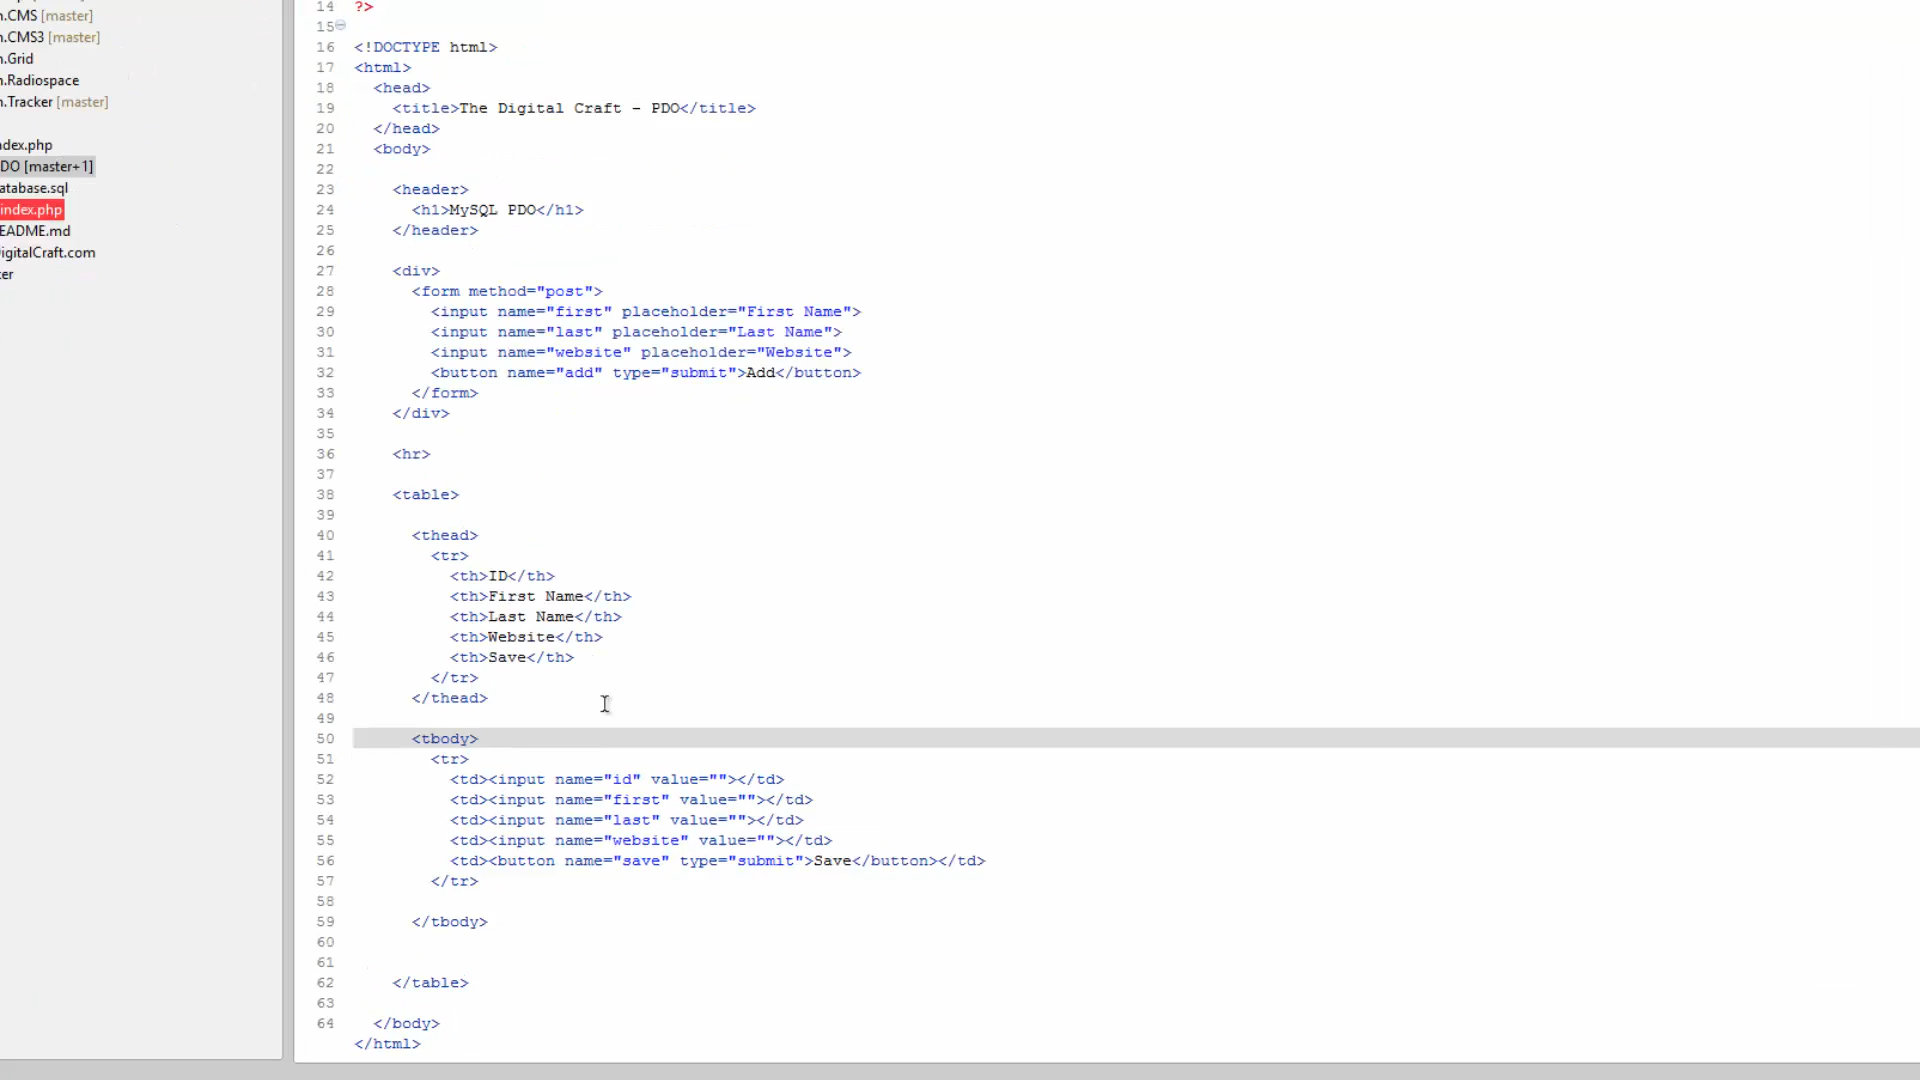 n.CMS [master]
n.CMS3 [master]
n.Grid
n.Radiospace
n.Tracker [master]
ndex.php
DO [master+1]
atabase.sql
index.php
EADME.md
igitalCraft.com
ter
14 ?>
15
16 <!DOCTYPE html>
17 <html>
18 <head>
19 <title>The Digital Craft - PDO</title>
20 </head>
21 <body>
22
23 <header>
24 <h1>MySQL PDO</h1>
25 </header>
26
27 <div>
28 <form method="post">
29 <input name="first" placeholder="First Name">
30 <input name="last" placeholder="Last Name">
31 <input name="website" placeholder="Website">
32 <button name="add" type="submit">Add</button>
33 </form>
34 </div>
35
36 <hr>
37
38 <table>
39
40 <thead>
41 <tr>
42 <th>ID</th>
43 <th>First Name</th>
44 <th>Last Name</th>
45 <th>Website</th>
46 <th>Save</th>
47 </tr>
48 </thead>
49
50 <tbody>
51 <tr>
52 <td><input name="id" value=""></td>
53 <td><input name="first" value=""></td>
54 <td><input name="last" value=""></td>
55 <td><input name="website" value=""></td>
56 <td><button name="save" type="submit">Save</button></td>
57 </tr>
58
59 </tbody>
60
61
62 </table>
63
64 </body>
</html>